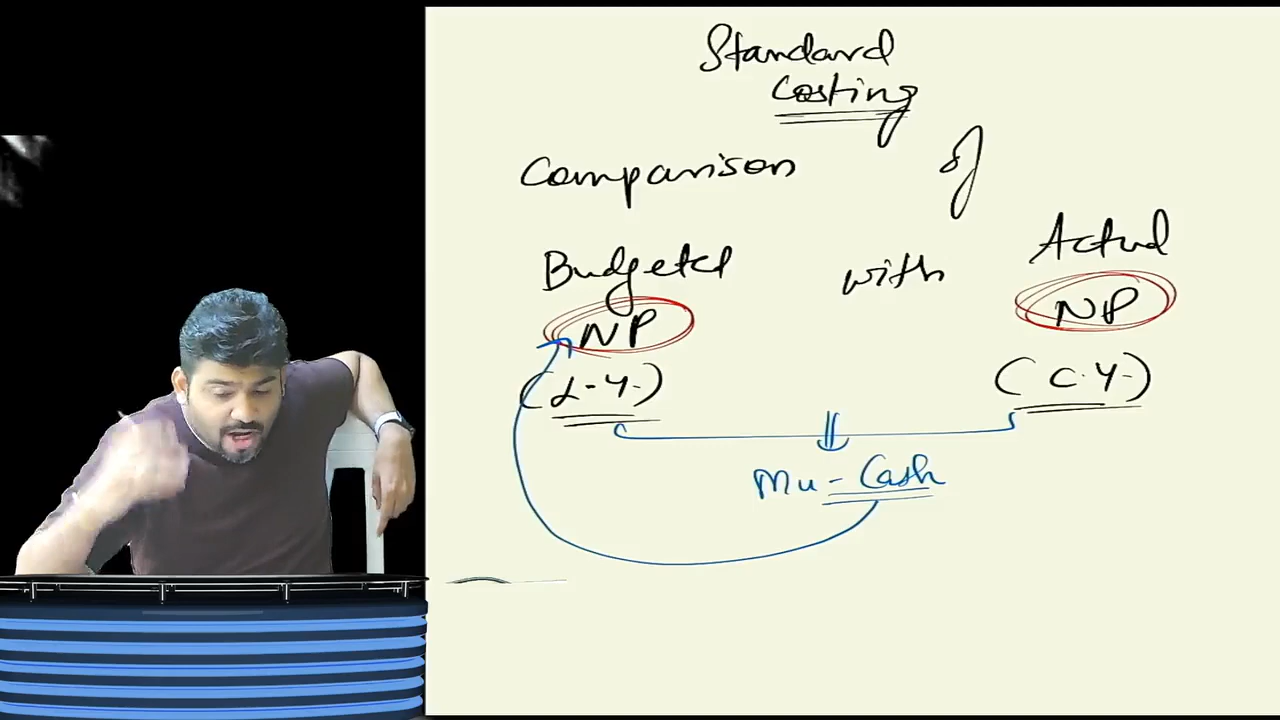 Standard
Costing
Comparison of
Budgeted with Actual
NP NP
(L.Y.) (C.Y.)
Mu - Cash